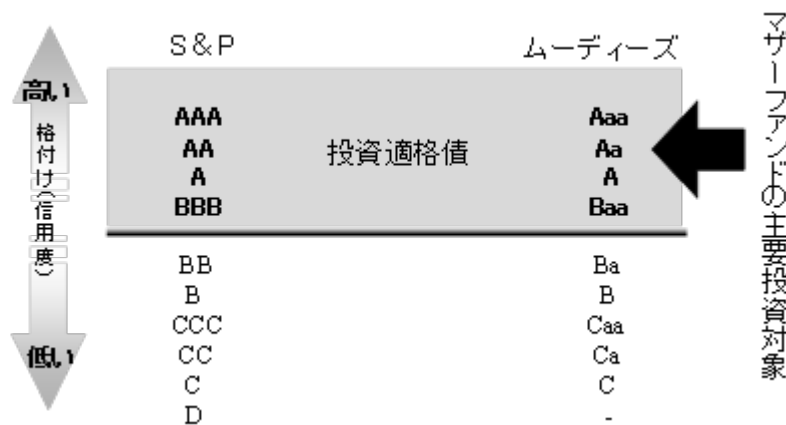 S&P ムーディーズ
高い
格付け(信用度)
低い
AAA Aaa
AA 投資適格債 Aa
A A
BBB Baa
BB Ba
B B
CCC Caa
CC Ca
C C
D -
マザーファンドの主要投資対象